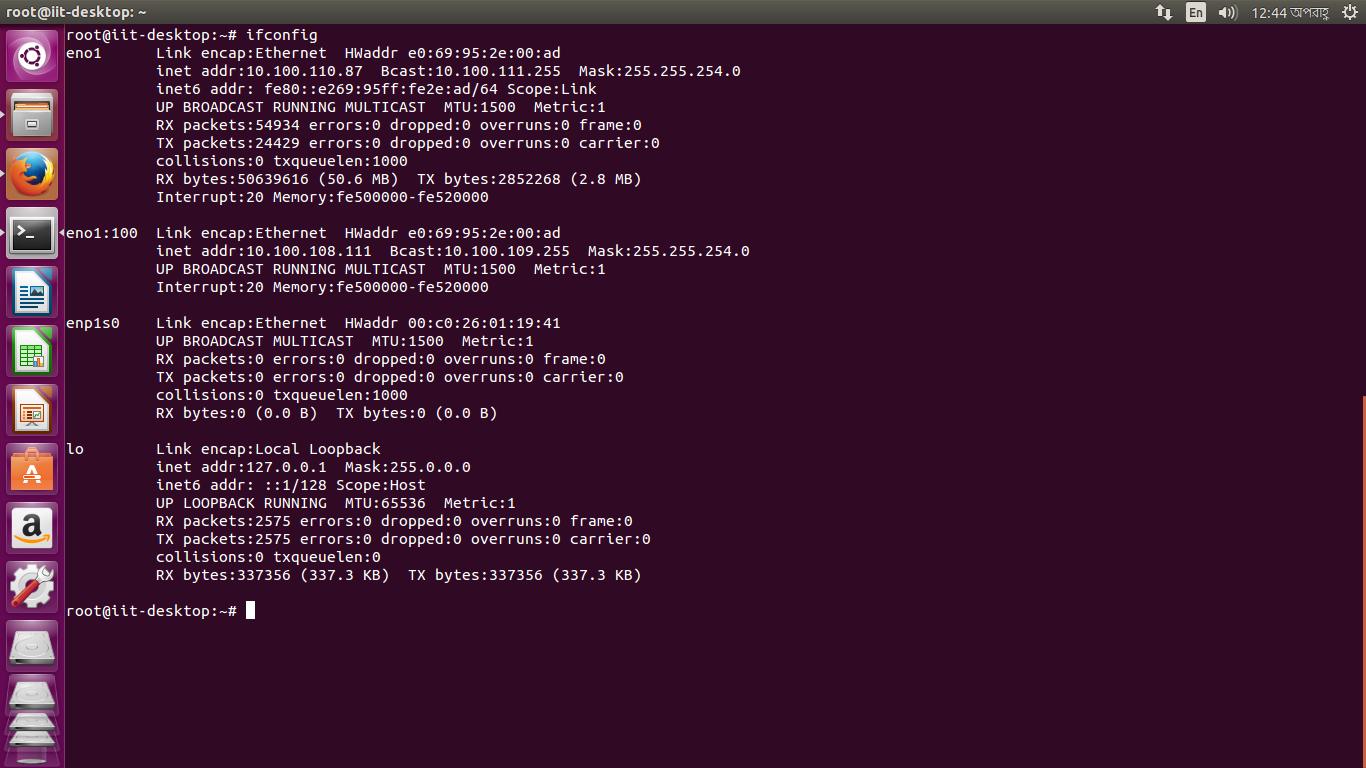 root@iit-desktop: ~
En
12:44 অপরাহ্ণ
root@iit-desktop:~# ifconfig
eno1      Link encap:Ethernet  HWaddr e0:69:95:2e:00:ad
          inet addr:10.100.110.87  Bcast:10.100.111.255  Mask:255.255.254.0
          inet6 addr: fe80::e269:95ff:fe2e:ad/64 Scope:Link
          UP BROADCAST RUNNING MULTICAST  MTU:1500  Metric:1
          RX packets:54934 errors:0 dropped:0 overruns:0 frame:0
          TX packets:24429 errors:0 dropped:0 overruns:0 carrier:0
          collisions:0 txqueuelen:1000
          RX bytes:50639616 (50.6 MB)  TX bytes:2852268 (2.8 MB)
          Interrupt:20 Memory:fe500000-fe520000
eno1:100  Link encap:Ethernet  HWaddr e0:69:95:2e:00:ad
          inet addr:10.100.108.111  Bcast:10.100.109.255  Mask:255.255.254.0
          UP BROADCAST RUNNING MULTICAST  MTU:1500  Metric:1
          Interrupt:20 Memory:fe500000-fe520000
enp1s0    Link encap:Ethernet  HWaddr 00:c0:26:01:19:41
          UP BROADCAST MULTICAST  MTU:1500  Metric:1
          RX packets:0 errors:0 dropped:0 overruns:0 frame:0
          TX packets:0 errors:0 dropped:0 overruns:0 carrier:0
          collisions:0 txqueuelen:1000
          RX bytes:0 (0.0 B)  TX bytes:0 (0.0 B)
lo        Link encap:Local Loopback
          inet addr:127.0.0.1  Mask:255.0.0.0
          inet6 addr: ::1/128 Scope:Host
          UP LOOPBACK RUNNING  MTU:65536  Metric:1
          RX packets:2575 errors:0 dropped:0 overruns:0 frame:0
          TX packets:2575 errors:0 dropped:0 overruns:0 carrier:0
          collisions:0 txqueuelen:0
          RX bytes:337356 (337.3 KB)  TX bytes:337356 (337.3 KB)
root@iit-desktop:~#